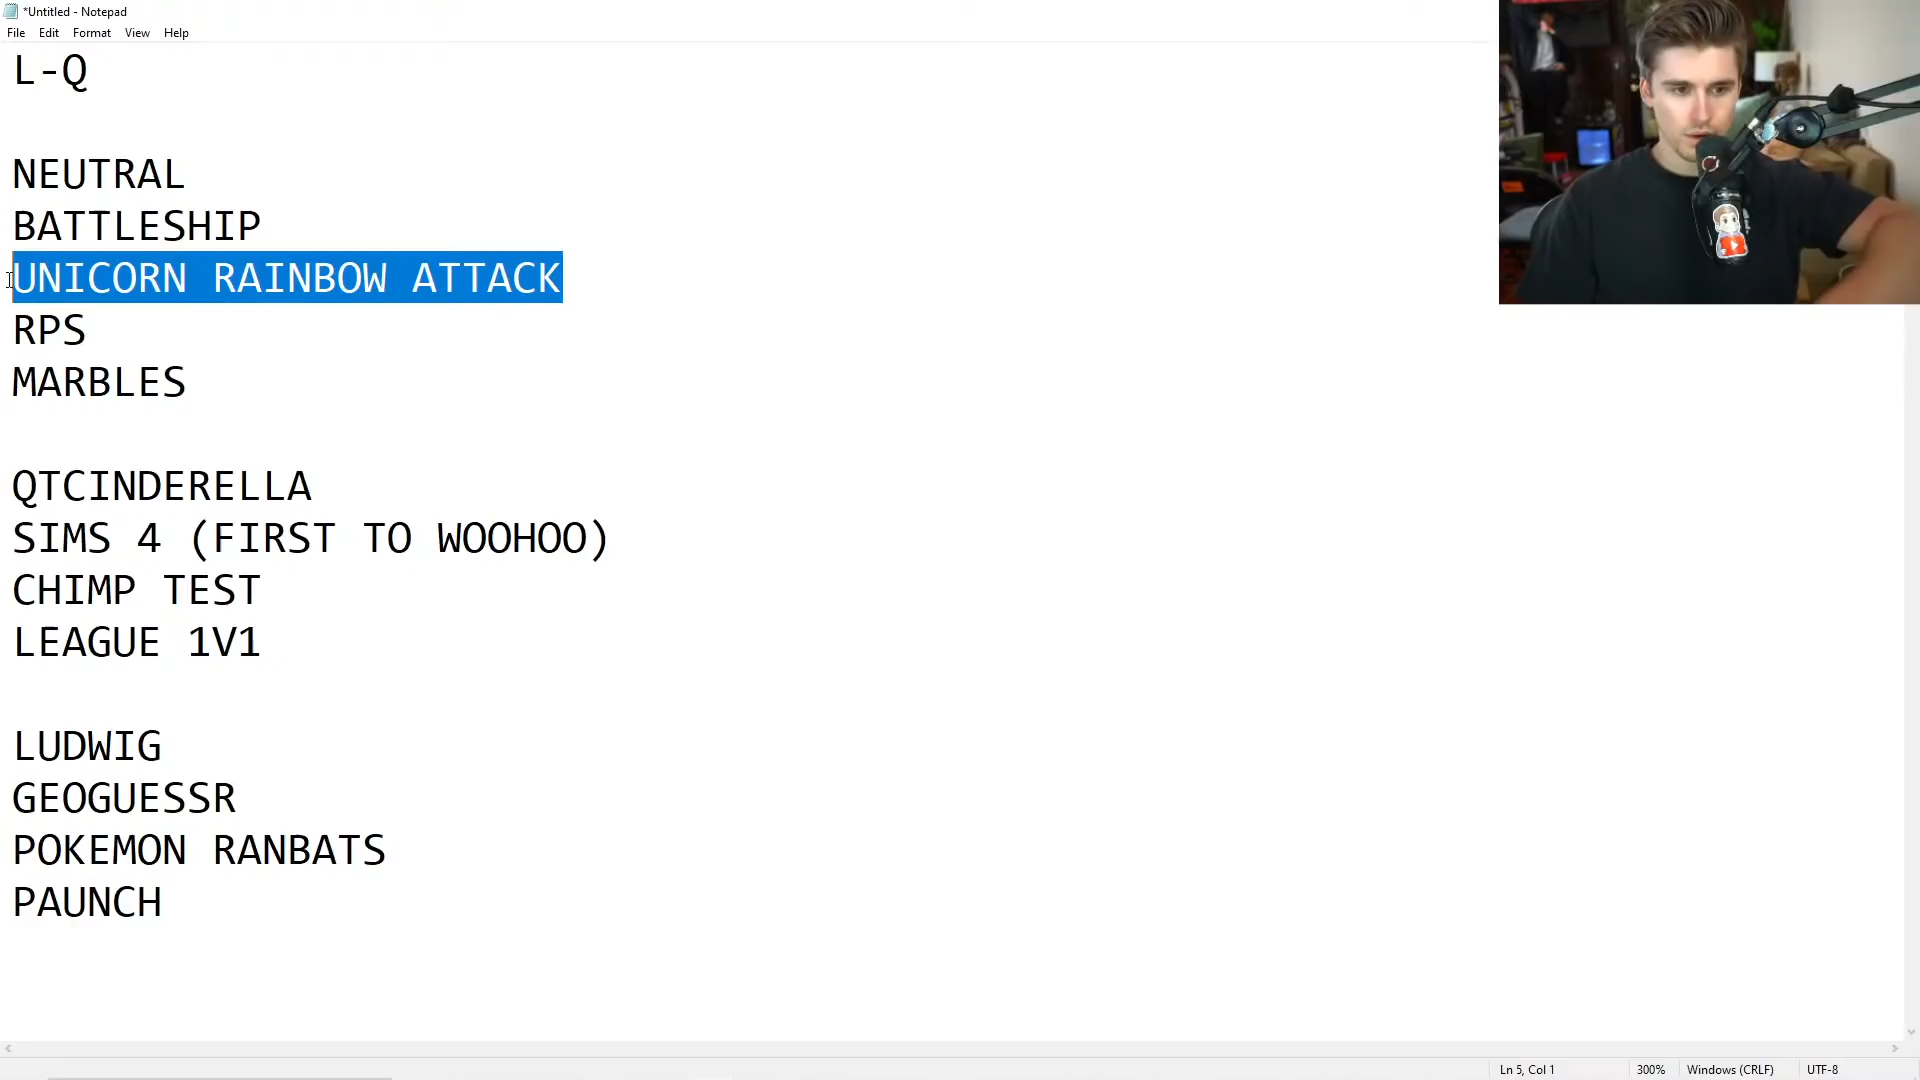 *Untitled - Notepad
File Edit Format View Help
L-Q
NEUTRAL
BATTLESHIP
UNICORN RAINBOW ATTACK
RPS
MARBLES
QTCINDERELLA
SIMS 4 (FIRST TO WOOHOO)
CHIMP TEST
LEAGUE 1V1
LUDWIG
GEOGUESSR
POKEMON RANBATS
PAUNCH
Ln 5, Col 1 300% Windows (CRLF) UTF-8